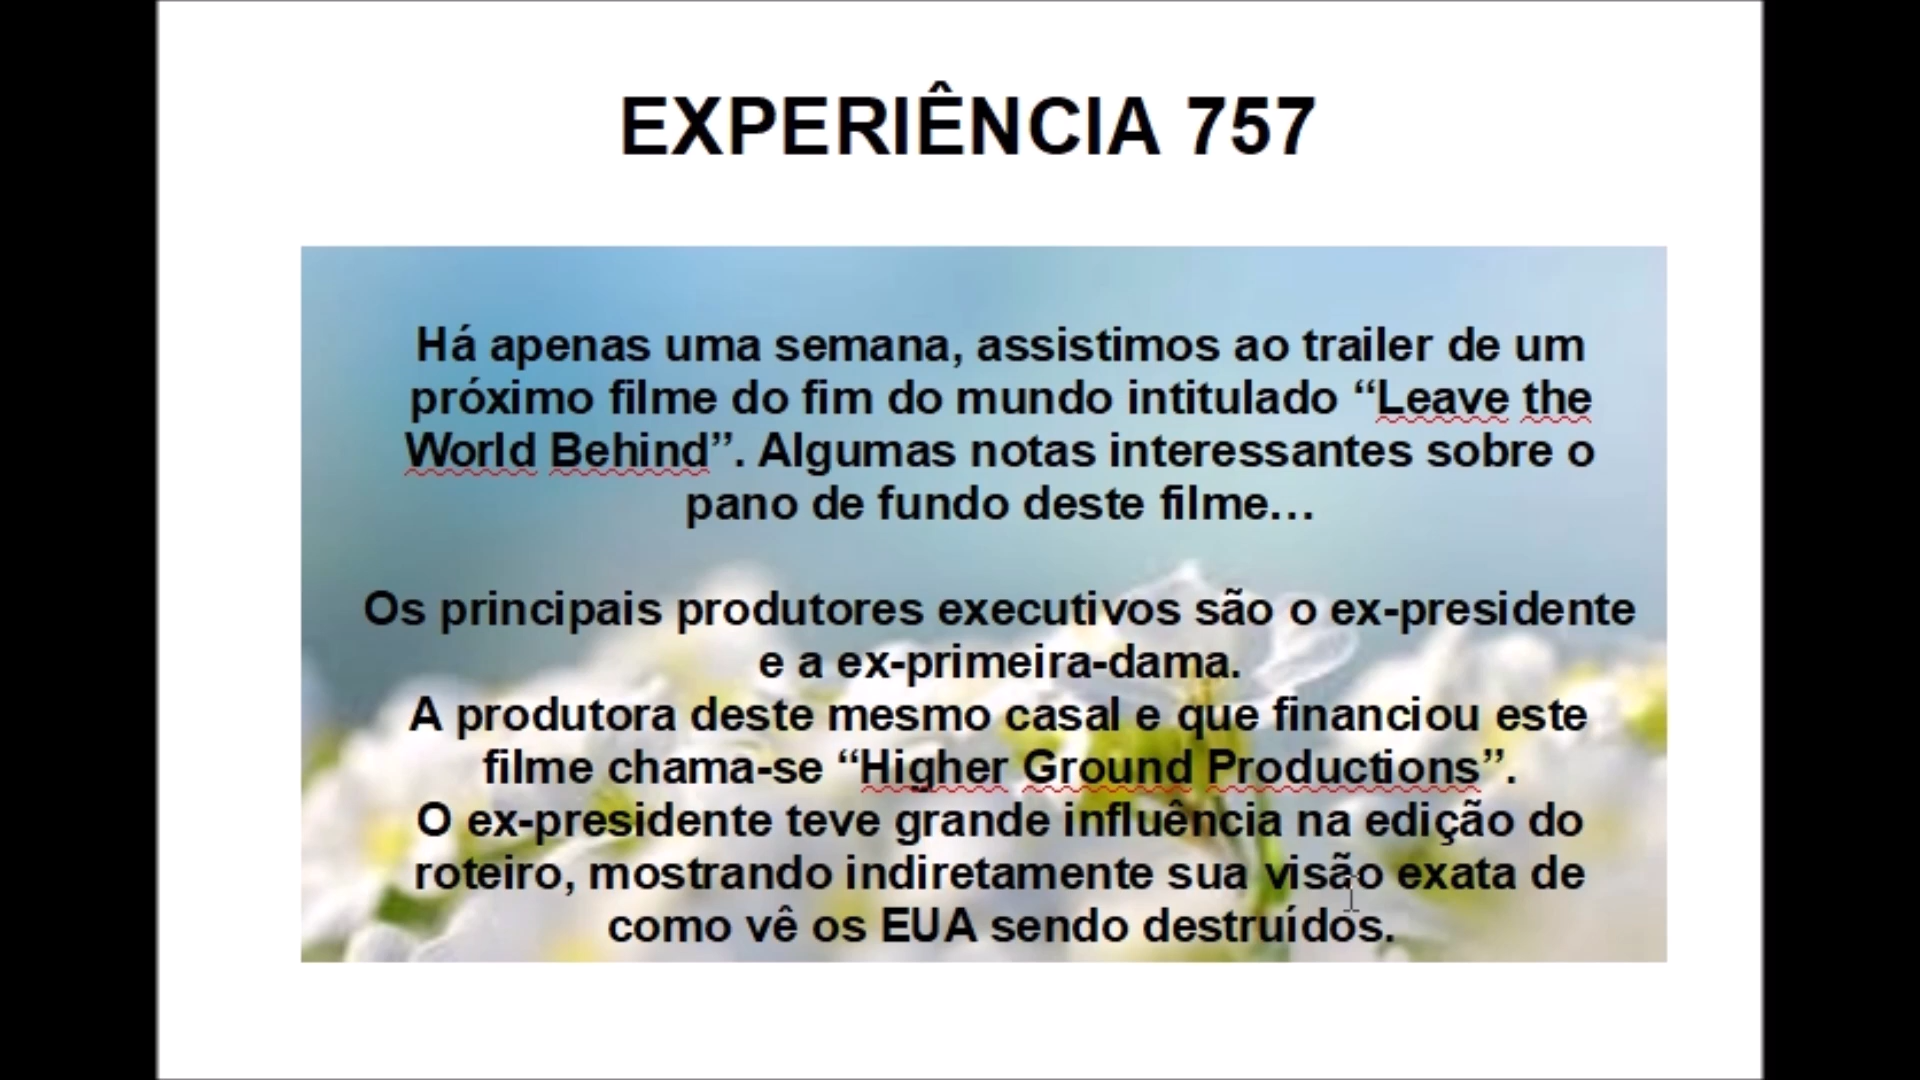 EXPERIÊNCIA 757
Há apenas uma semana, assistimos ao trailer de um
próximo filme do fim do mundo intitulado “Leave the
World Behind”. Algumas notas interessantes sobre o
pano de fundo deste filme…
Os principais produtores executivos são o ex-presidente
e a ex-primeira-dama.
A produtora deste mesmo casal e que financiou este
filme chama-se “Higher Ground Productions”.
O ex-presidente teve grande influência na edição do
roteiro, mostrando indiretamente sua visão exata de
como vê os EUA sendo destruídos.